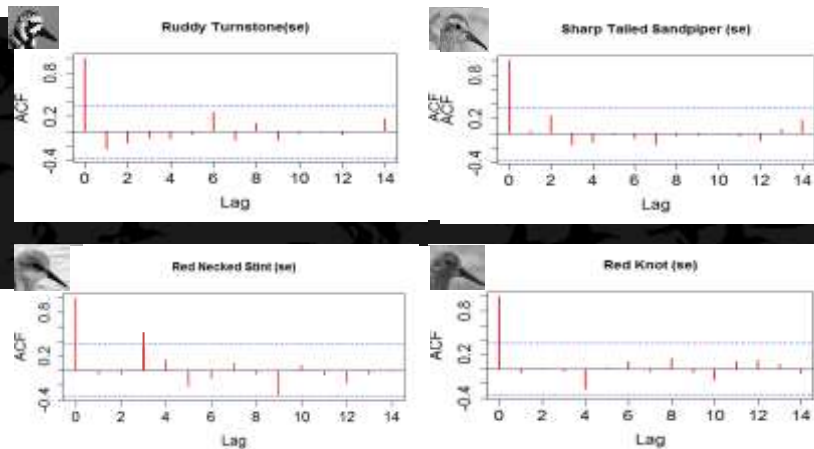 Ruddy Turnstone(se)
ACF
-0.4 0.2 0.8
0 2 4 6 8 10 12 14
Lag
Sharp Tailed Sandpiper (se)
ACF
ACF
-0.4 0.2 0.8
0 2 4 6 8 10 12 14
Lag
Red Necked Stint (se)
ACF
-0.4 0.2 0.8
0 2 4 6 8 10 12 14
Lag
Red Knot (se)
ACF
-0.4 0.2 0.8
0 2 4 6 8 10 12 14
Lag